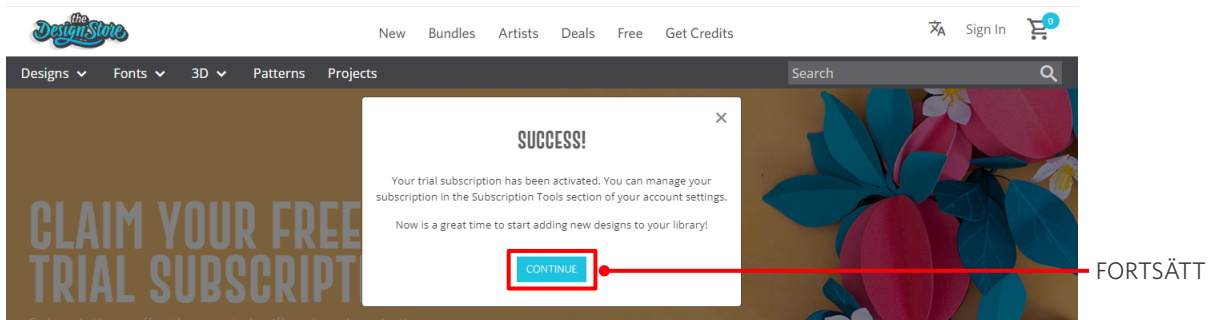 the
Design Store
New Bundles Artists Deals Free Get Credits
Sign In 0
Designs Fonts 3D Patterns Projects
Search
SUCCESS!
Your trial subscription has been activated. You can manage your
subscription in the Subscription Tools section of your account settings.
Now is a great time to start adding new designs to your library!
CONTINUE
FORTSÄTT
CLAIM YOUR FREE
TRIAL SUBSCRIPTI